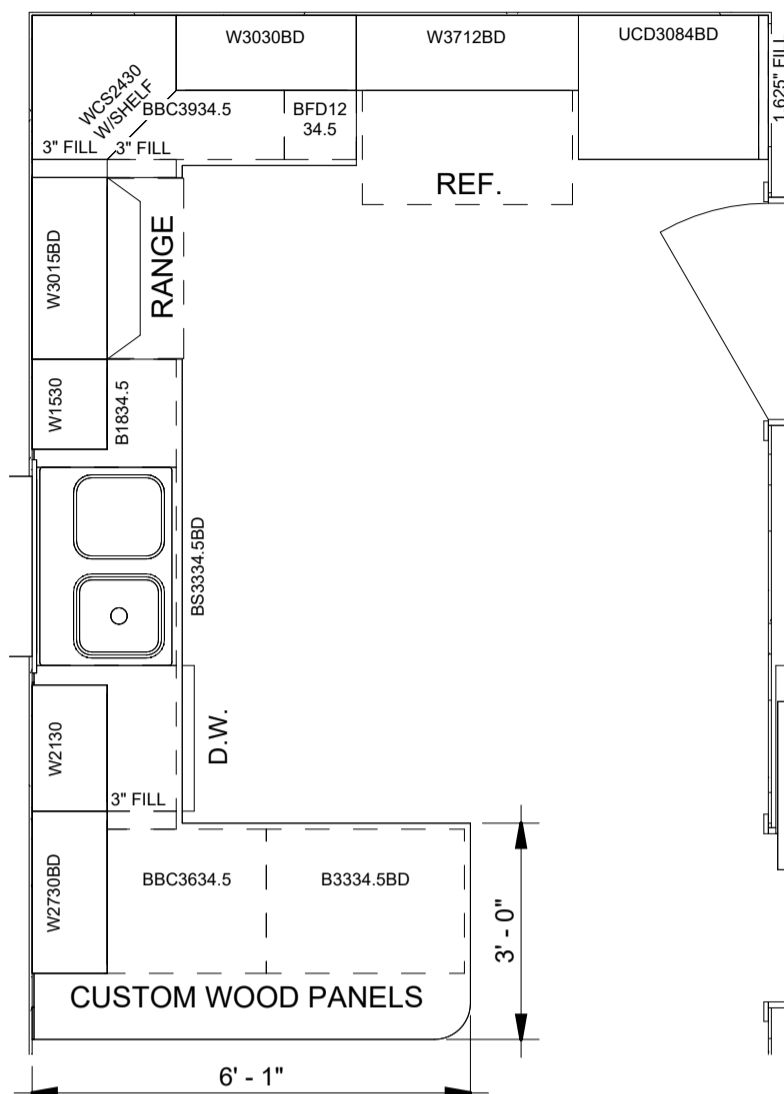 W3030BD
W3712BD
UCD3084BD
1.625" FILL
WCS2430
W/SHELF
BBC3934.5
BFD12
34.5
3" FILL
3" FILL
REF.
W3015BD
RANGE
W1530
B1834.5
BS3334.5BD
W2130
D.W.
3" FILL
W2730BD
BBC3634.5
B3334.5BD
3' - 0"
CUSTOM WOOD PANELS
6' - 1"